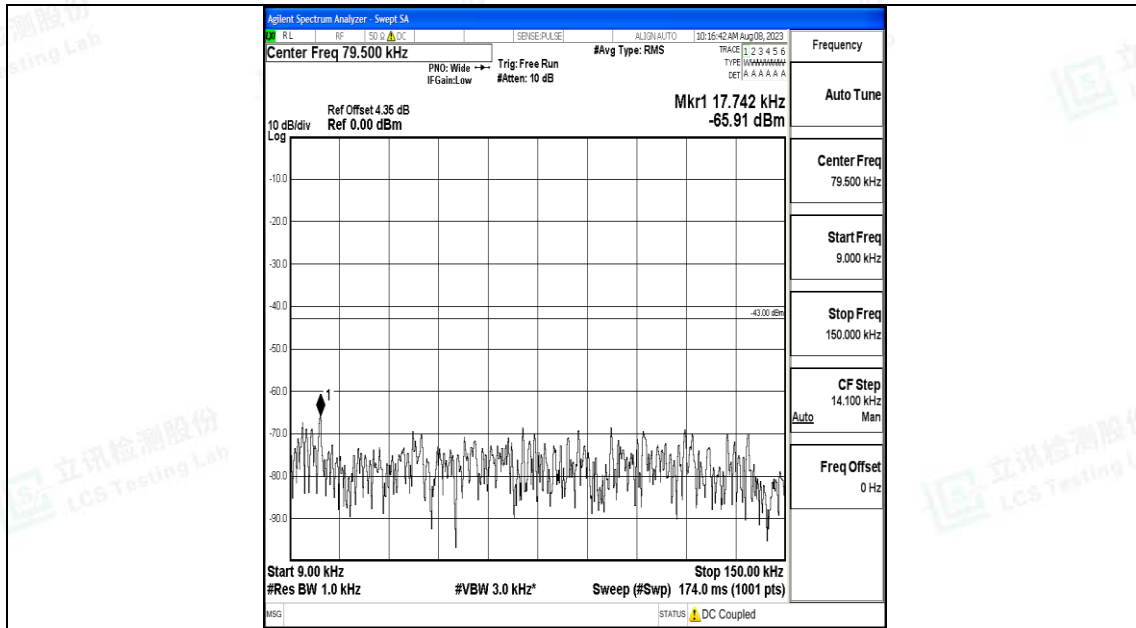 Agilent Spectrum Analyzer - Swept SA
RL RF 50 Ω DC SENSE:PULSE ALIGN AUTO 10:16:42 AM Aug 08, 2023
Center Freq 79.500 kHz
PNO: Wide
IFGain:Low
Trig: Free Run
#Atten: 10 dB
#Avg Type: RMS
TRACE 1 2 3 4 5 6
TYPE
DET A A A A A A
Frequency
Mkr1 17.742 kHz
-65.91 dBm
Ref Offset 4.35 dB
10 dB/div Ref 0.00 dBm
Log
-10.0
-20.0
-30.0
-40.0
-43.00 dBm
-50.0
-60.0
1
-70.0
-80.0
-90.0
Start 9.00 kHz Stop 150.00 kHz
#Res BW 1.0 kHz #VBW 3.0 kHz* Sweep (#Swp) 174.0 ms (1001 pts)
MSG STATUS DC Coupled
Auto Tune
Center Freq
79.500 kHz
Start Freq
9.000 kHz
Stop Freq
150.000 kHz
CF Step
14.100 kHz
Auto Man
Freq Offset
0 Hz
立讯检测股份
LCS Testing Lab
立讯检测股份
LCS Testing L